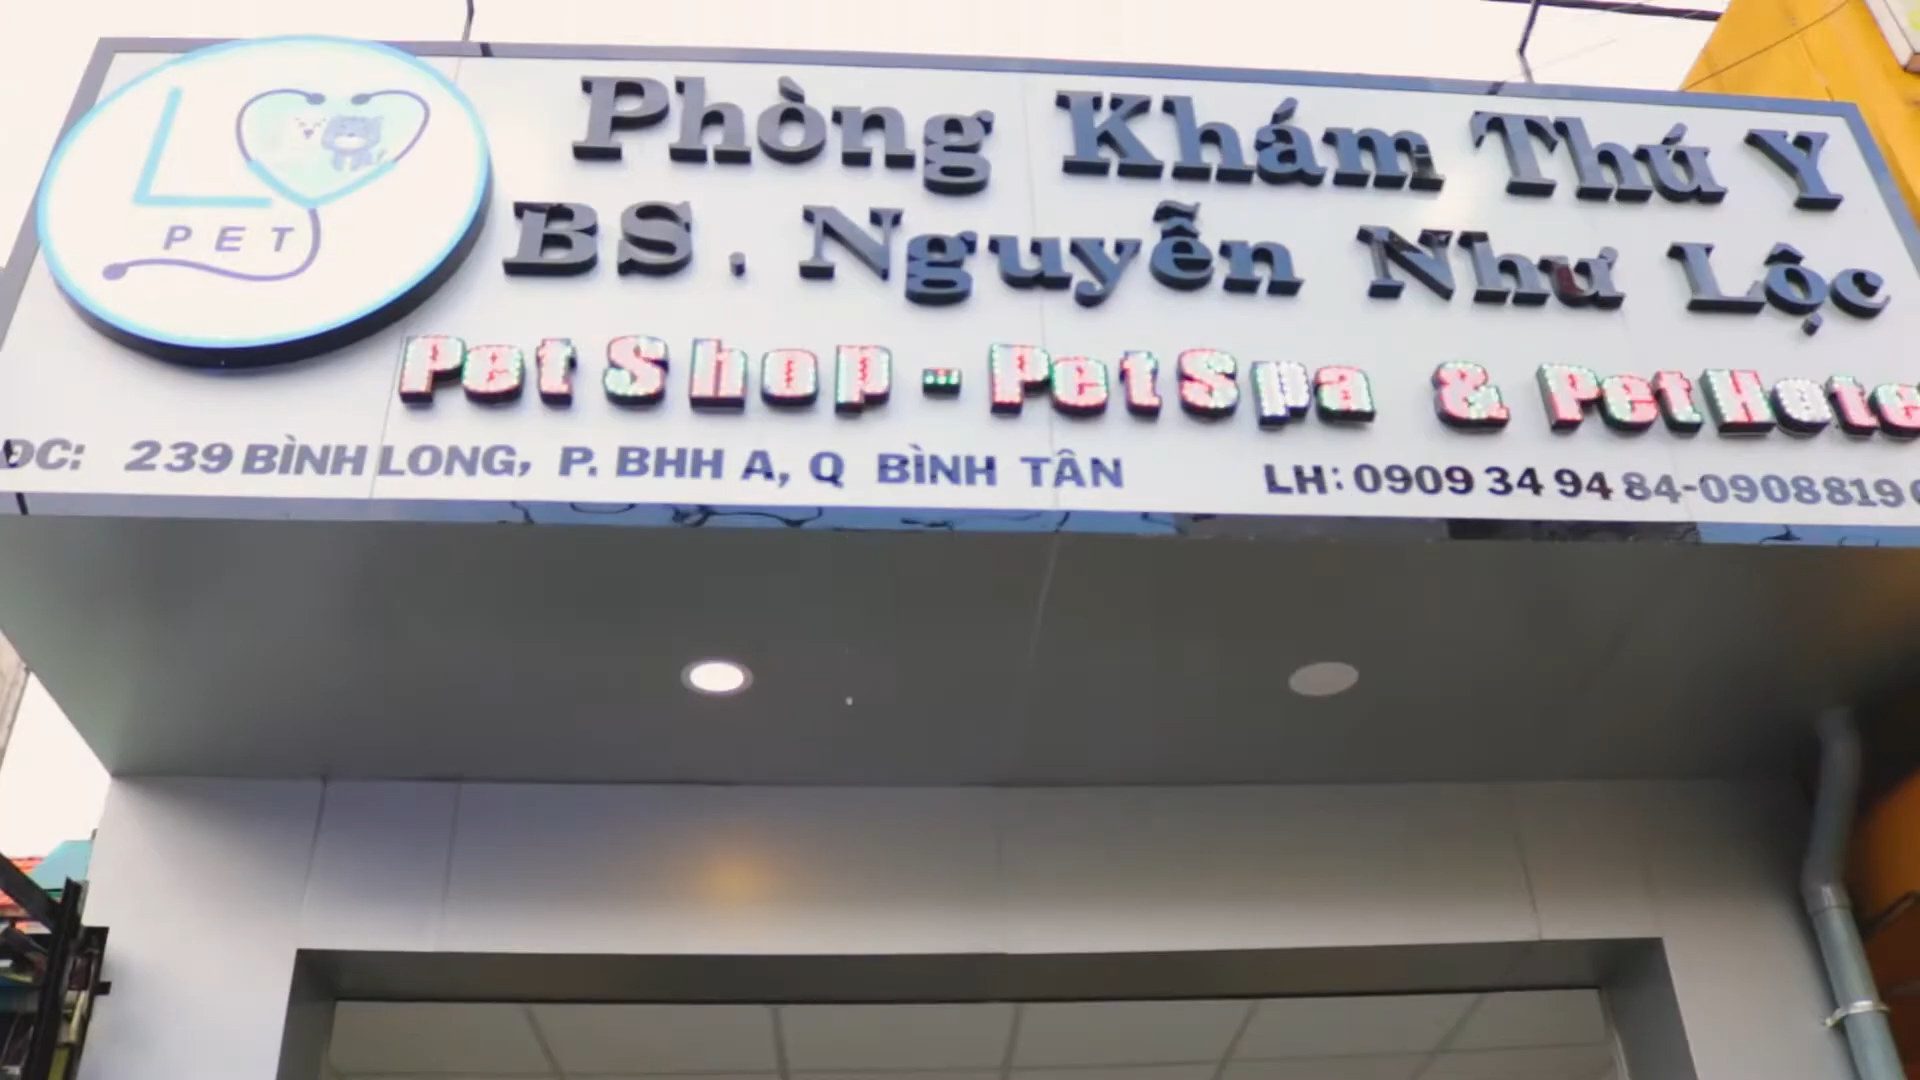 L
PET
Phòng Khám Thú Y
BS. Nguyễn Như Lộc
Pet Shop - Pet Spa & Pet Hote
ĐC: 239 BÌNH LONG, P. BHH A, Q BÌNH TÂN
LH: 0909 34 94 84-0908819